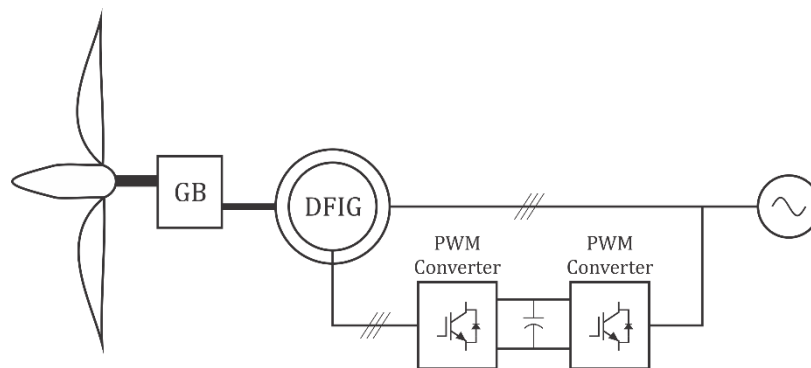 GB
DFIG
PWM
Converter
PWM
Converter